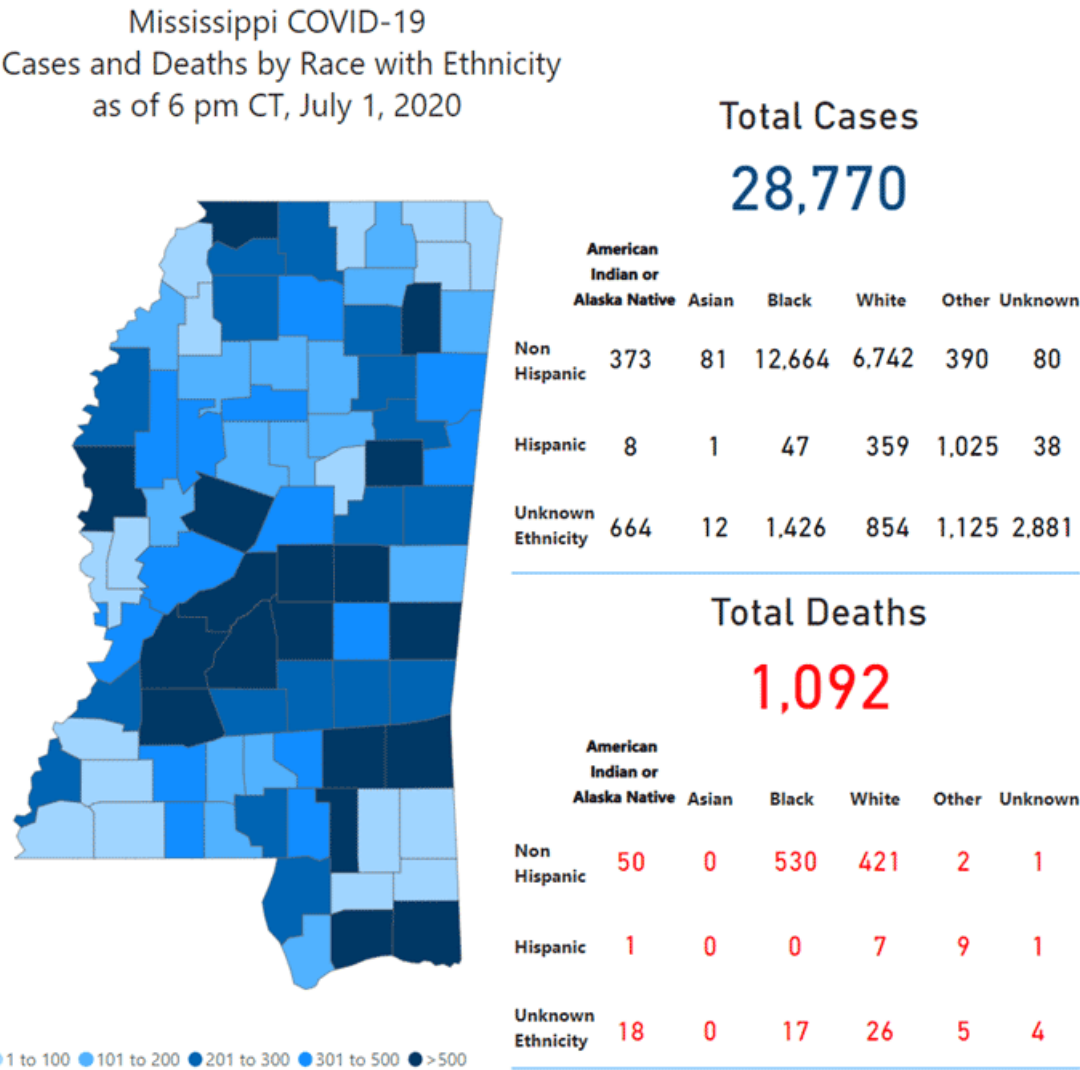 Mississippi COVID-19
Cases and Deaths by Race with Ethnicity
as of 6 pm CT, July 1, 2020
Total Cases
28,770
American
Indian or
Alaska Native Asian Black White Other Unknown
Non
Hispanic 373 81 12,664 6,742 390 80
Hispanic 8 1 47 359 1,025 38
Unknown
Ethnicity 664 12 1,426 854 1,125 2,881
Total Deaths
1,092
American
Indian or
Alaska Native Asian Black White Other Unknown
Non
Hispanic 50 0 530 421 2 1
Hispanic 1 0 0 7 9 1
Unknown
Ethnicity 18 0 17 26 5 4
1 to 100 101 to 200 201 to 300 301 to 500 >500